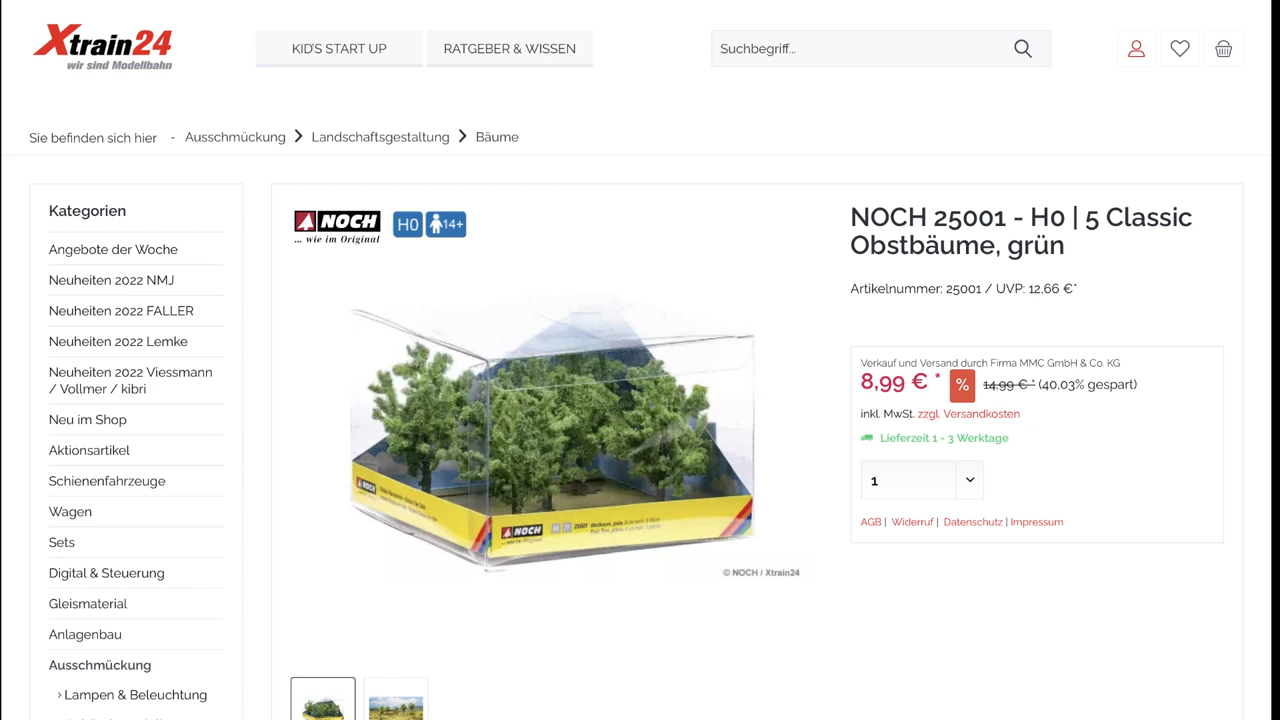 Xtrain24
wir sind Modellbahn
KID'S START UP
RATGEBER & WISSEN
Suchbegriff...
Sie befinden sich hier - Ausschmückung Landschaftsgestaltung Bäume
Kategorien
Angebote der Woche
Neuheiten 2022 NMJ
Neuheiten 2022 FALLER
Neuheiten 2022 Lemke
Neuheiten 2022 Viessmann
/ Vollmer / kibri
Neu im Shop
Aktionsartikel
Schienenfahrzeuge
Wagen
Sets
Digital & Steuerung
Gleismaterial
Anlagenbau
Ausschmückung
Lampen & Beleuchtung
NOCH
... wie im Original
H0
14+
NOCH
NOCH
... wie im Original
25001
© NOCH / Xtrain24
NOCH 25001 - H0 | 5 Classic
Obstbäume, grün
Artikelnummer: 25001 / UVP: 12,66 €*
Verkauf und Versand durch Firma MMC GmbH & Co. KG
8,99 € * % 14,99 € * (40,03% gespart)
inkl. MwSt. zzgl. Versandkosten
Lieferzeit 1 - 3 Werktage
1
AGB | Widerruf | Datenschutz | Impressum